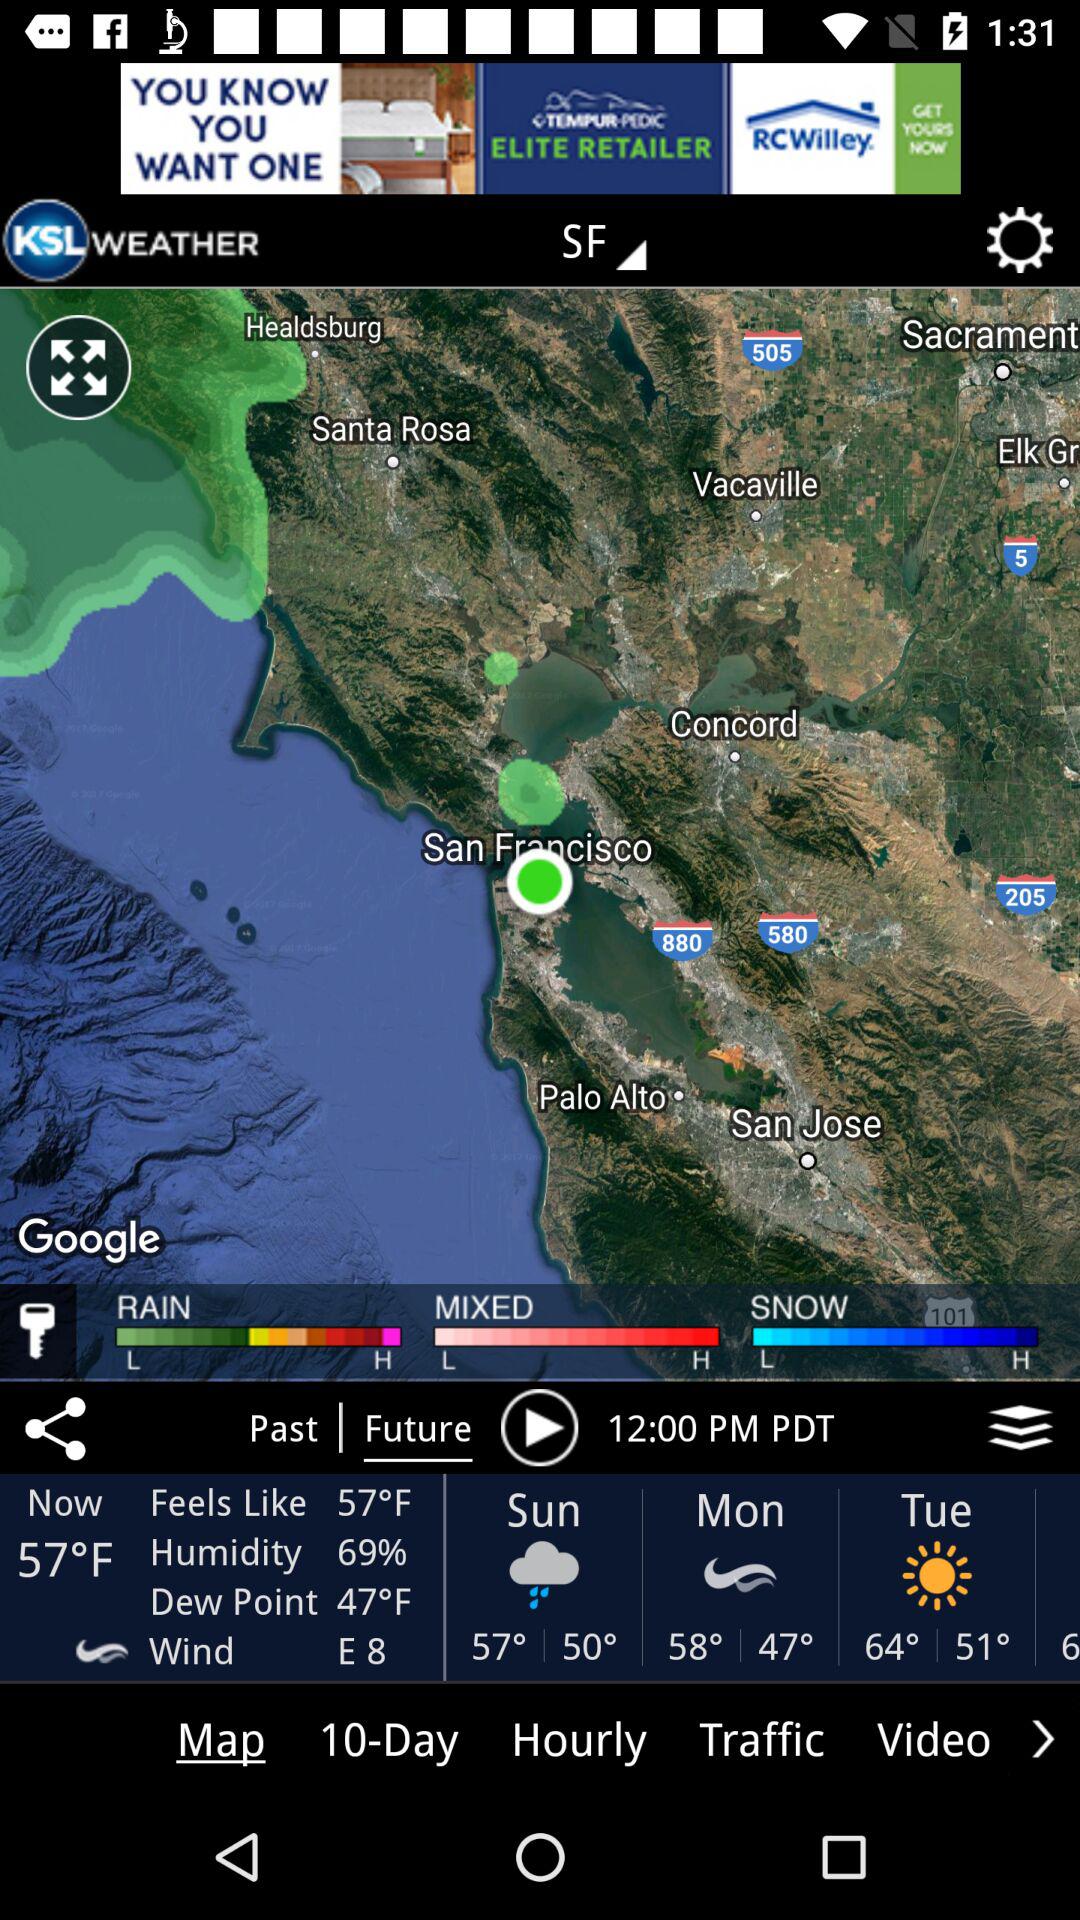 1:31
YOU KNOW
YOU
WANT ONE
TEMPUR-PEDIC
ELITE RETAILER
RCWilley
GET
YOURS
NOW
KSL WEATHER
SF
Healdsburg
505
Sacrament
Santa Rosa
Elk Gr
Vacaville
5
Concord
San Francisco
205
880
580
Palo Alto
San Jose
Google
RAIN
MIXED
SNOW
101
L H
L H
L H
Past
Future
12:00 PM PDT
Now
57°F
Feels Like 57°F
Humidity 69%
Dew Point 47°F
Wind E 8
Sun
57° 50°
Mon
58° 47°
Tue
64° 51°
6
Map
10-Day
Hourly
Traffic
Video